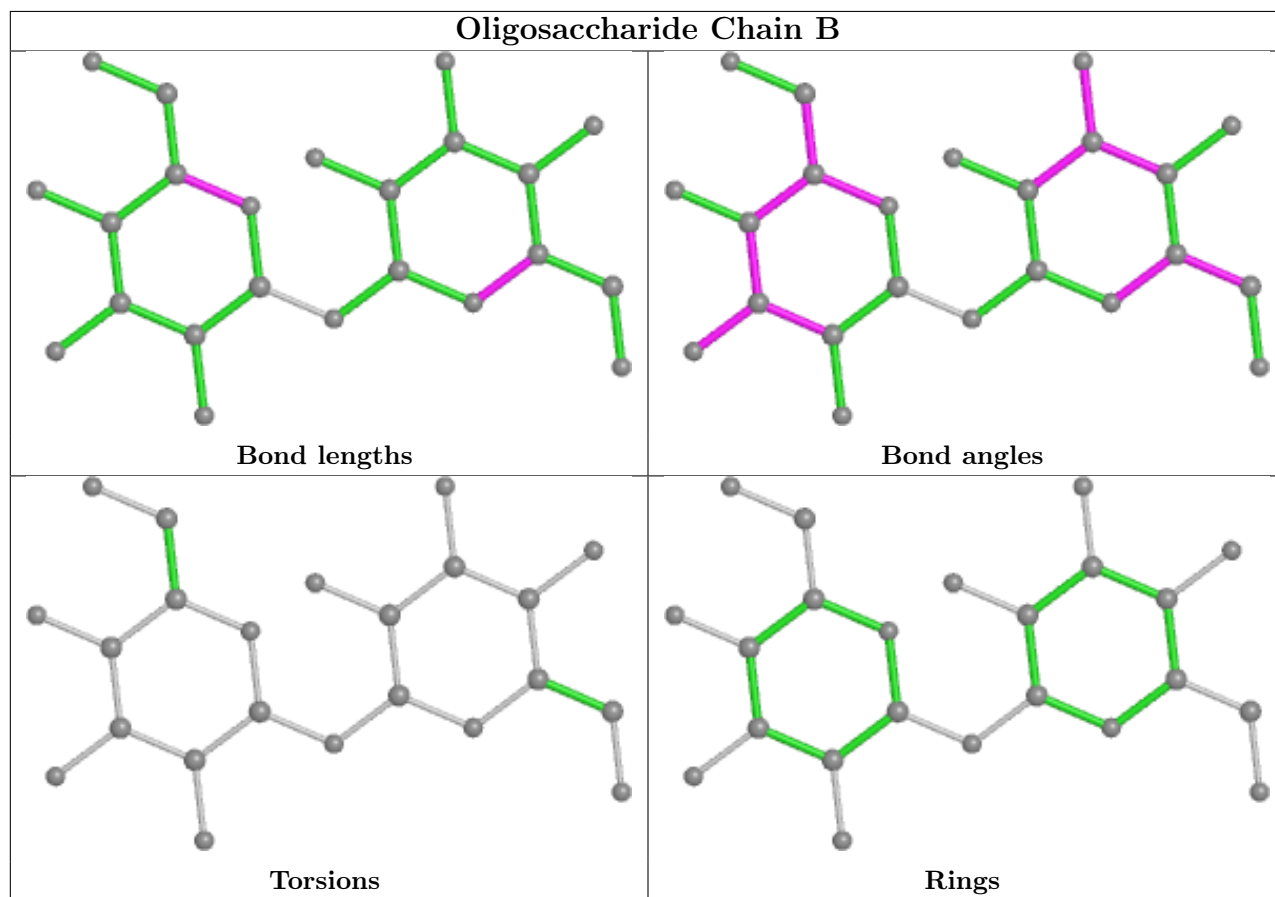 Oligosaccharide Chain B
Bond lengths
Bond angles
Torsions
Rings